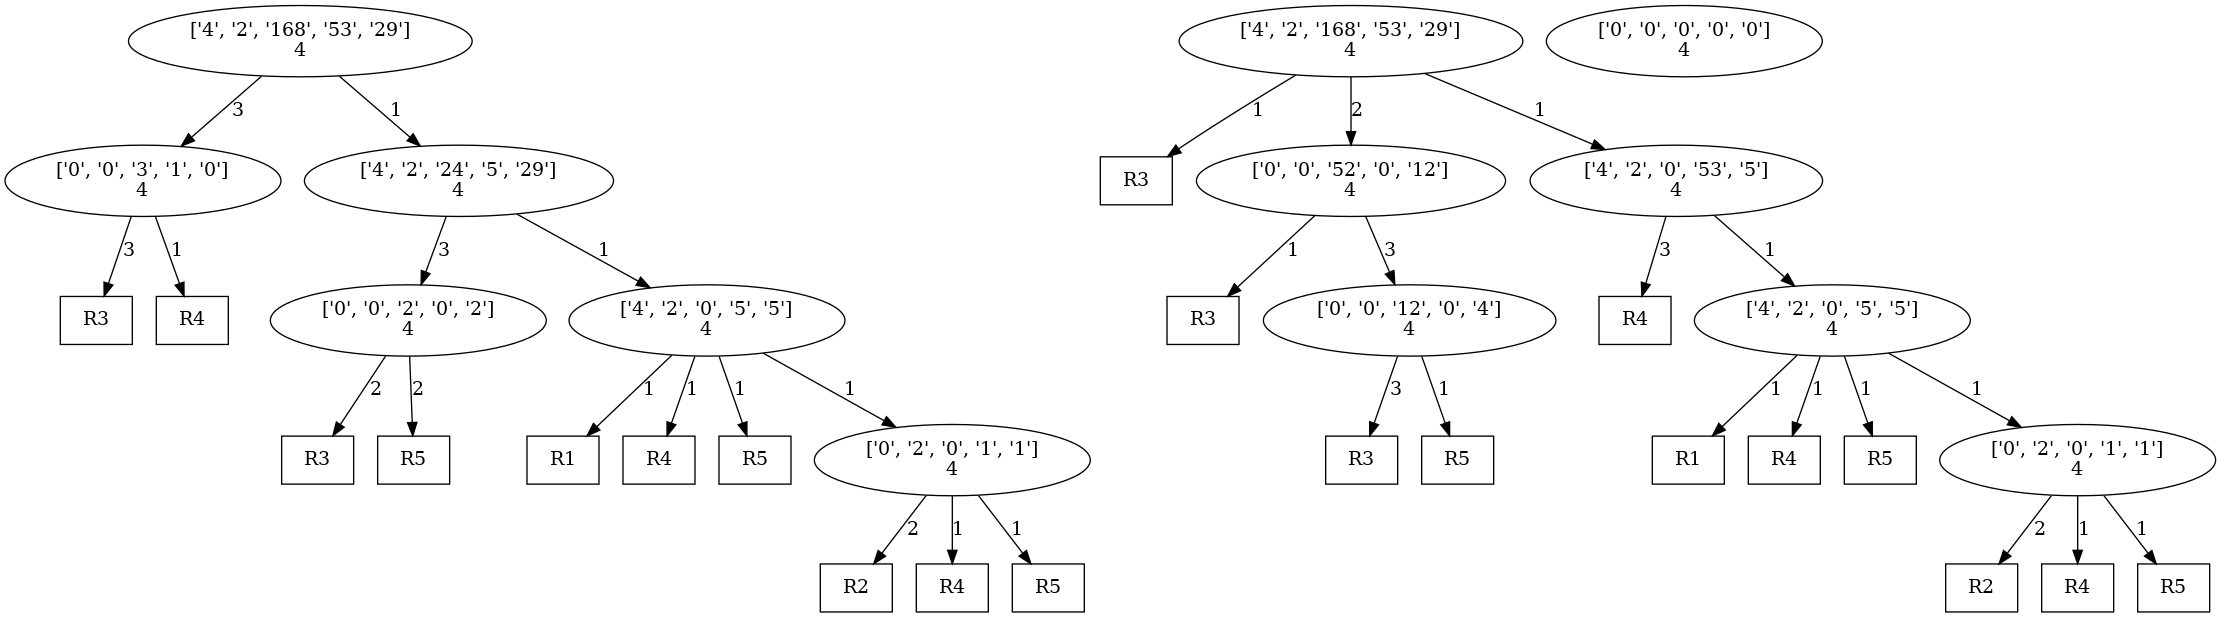 ['4', '2', '168', '53', '29']
4
['4', '2', '168', '53', '29']
4
['0', '0', '0', '0', '0']
4
3
1
1
2
1
['0', '0', '3', '1', '0']
4
['4', '2', '24', '5', '29']
4
R3
['0', '0', '52', '0', '12']
4
['4', '2', '0', '53', '5']
4
3
1
3
1
1
3
3
1
R3
R4
['0', '0', '2', '0', '2']
4
['4', '2', '0', '5', '5']
4
R3
['0', '0', '12', '0', '4']
4
R4
['4', '2', '0', '5', '5']
4
2
2
1
1
1
1
3
1
1
1
1
1
R3
R5
R1
R4
R5
['0', '2', '0', '1', '1']
4
R3
R5
R1
R4
R5
['0', '2', '0', '1', '1']
4
2
1
1
2
1
1
R2
R4
R5
R2
R4
R5